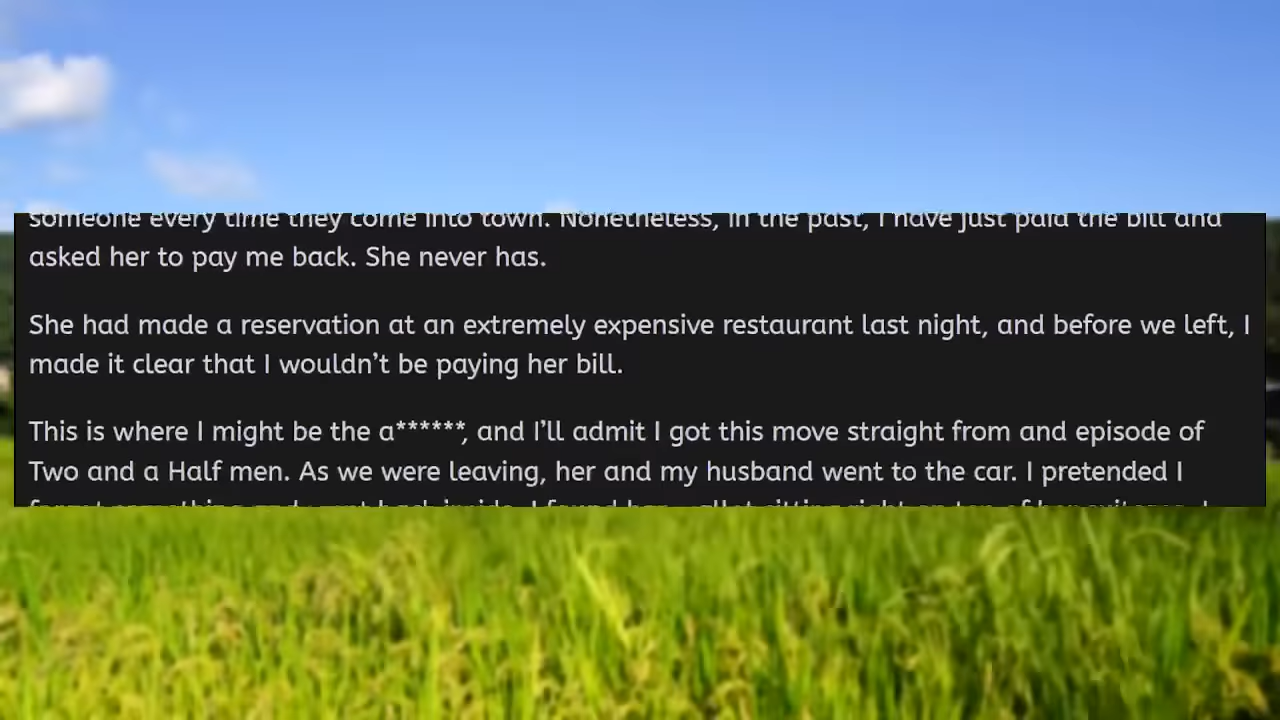 someone every time they come into town. Nonetheless, in the past, I have just paid the bill and
asked her to pay me back. She never has.
She had made a reservation at an extremely expensive restaurant last night, and before we left, I
made it clear that I wouldn’t be paying her bill.
This is where I might be the a******, and I’ll admit I got this move straight from and episode of
Two and a Half men. As we were leaving, her and my husband went to the car. I pretended I